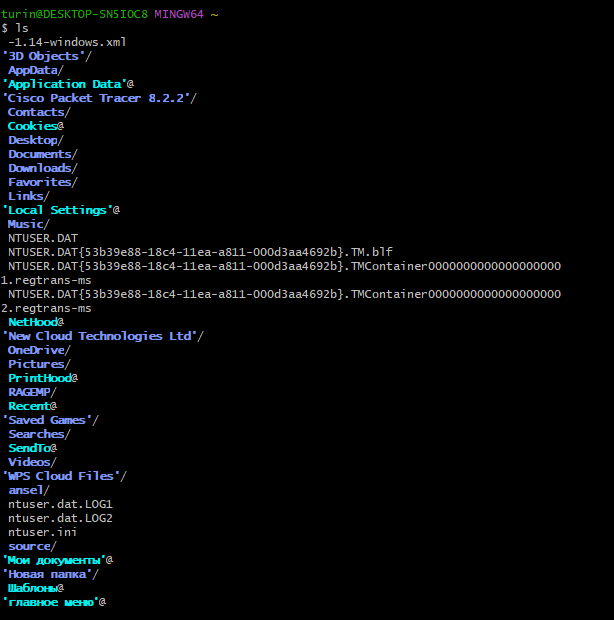 turin@DESKTOP-SN5IOC8 MINGW64 ~
$ ls
-1.14-windows.xml
'3D Objects'/
AppData/
'Application Data'@
'Cisco Packet Tracer 8.2.2'/
Contacts/
Cookies@
Desktop/
Documents/
Downloads/
Favorites/
Links/
'Local Settings'@
Music/
NTUSER.DAT
NTUSER.DAT{53b39e88-18c4-11ea-a811-000d3aa4692b}.TM.blf
NTUSER.DAT{53b39e88-18c4-11ea-a811-000d3aa4692b}.TMContainer0000000000000000000
1.regtrans-ms
NTUSER.DAT{53b39e88-18c4-11ea-a811-000d3aa4692b}.TMContainer0000000000000000000
2.regtrans-ms
NetHood@
'New Cloud Technologies Ltd'/
OneDrive/
Pictures/
PrintHood@
RAGEMP/
Recent@
'Saved Games'/
Searches/
SendTo@
Videos/
'WPS Cloud Files'/
ansel/
ntuser.dat.LOG1
ntuser.dat.LOG2
ntuser.ini
source/
'Мои документы'@
'Новая папка'/
Шаблоны@
'главное меню'@